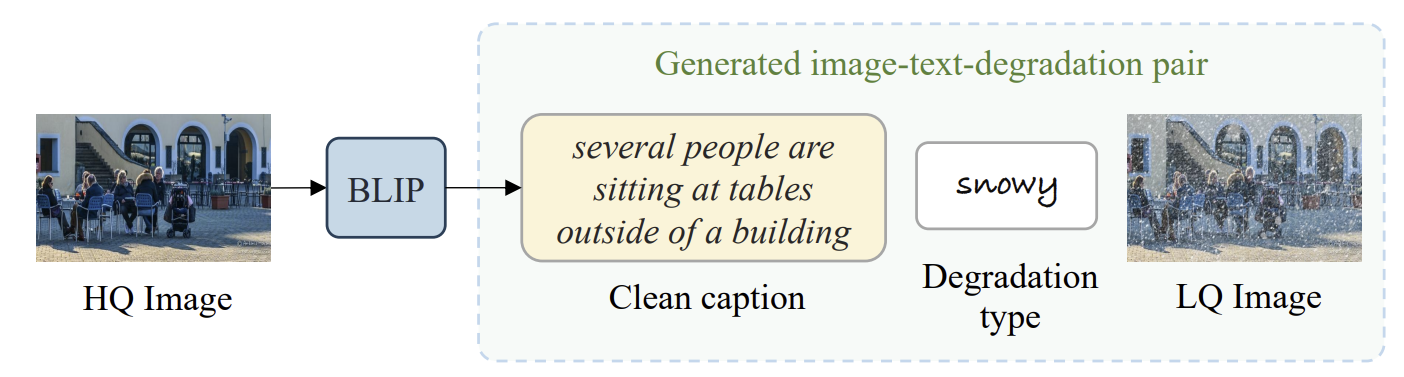 Generated image-text-degradation pair
BLIP
several people are
sitting at tables
outside of a building
snowy
HQ Image
Clean caption
Degradation
type
LQ Image